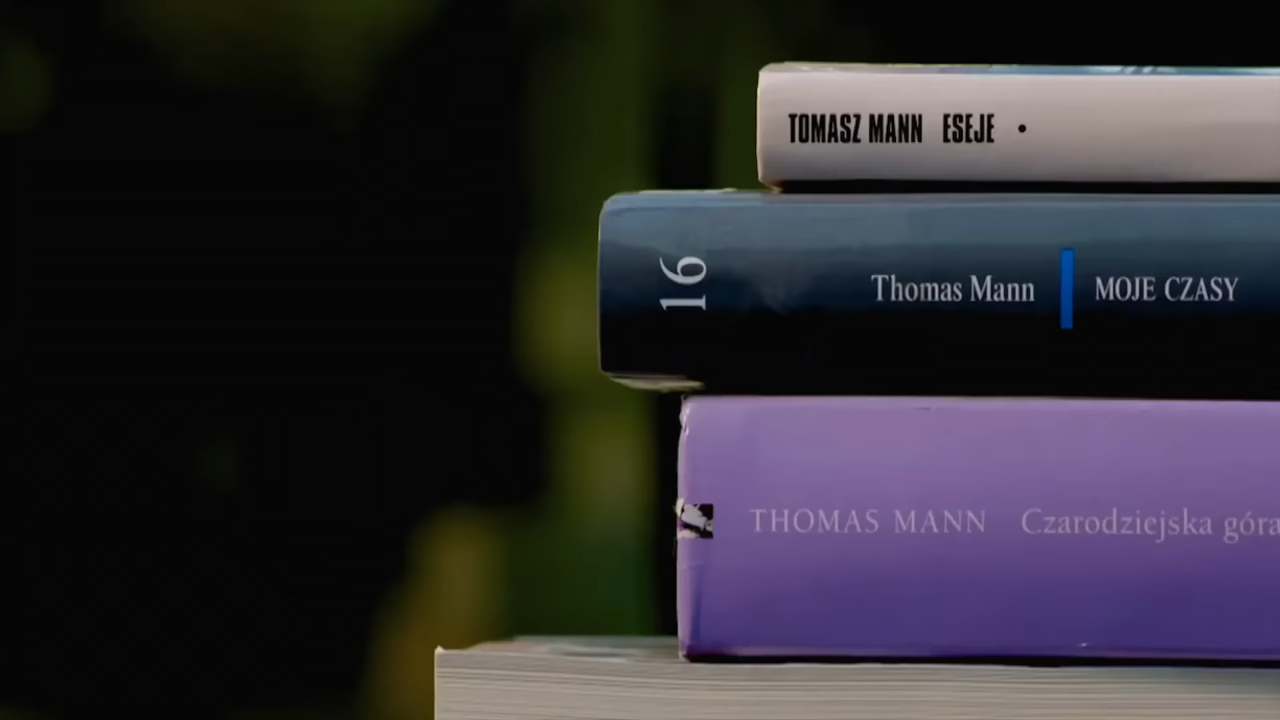 TOMASZ MANN ESEJE •
16
Thomas Mann MOJE CZASY
THOMAS MANN Czarodziejska góra